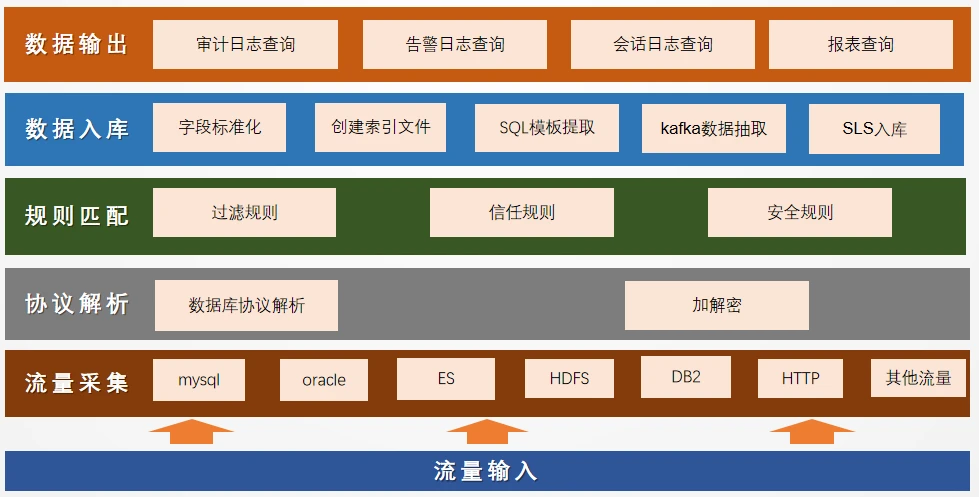 数据输出
审计日志查询
告警日志查询
会话日志查询
报表查询
数据入库
字段标准化
创建索引文件
SQL模板提取
kafka数据抽取
SLS入库
规则匹配
过滤规则
信任规则
安全规则
协议解析
数据库协议解析
加解密
流量采集
mysql
oracle
ES
HDFS
DB2
HTTP
其他流量
流量输入